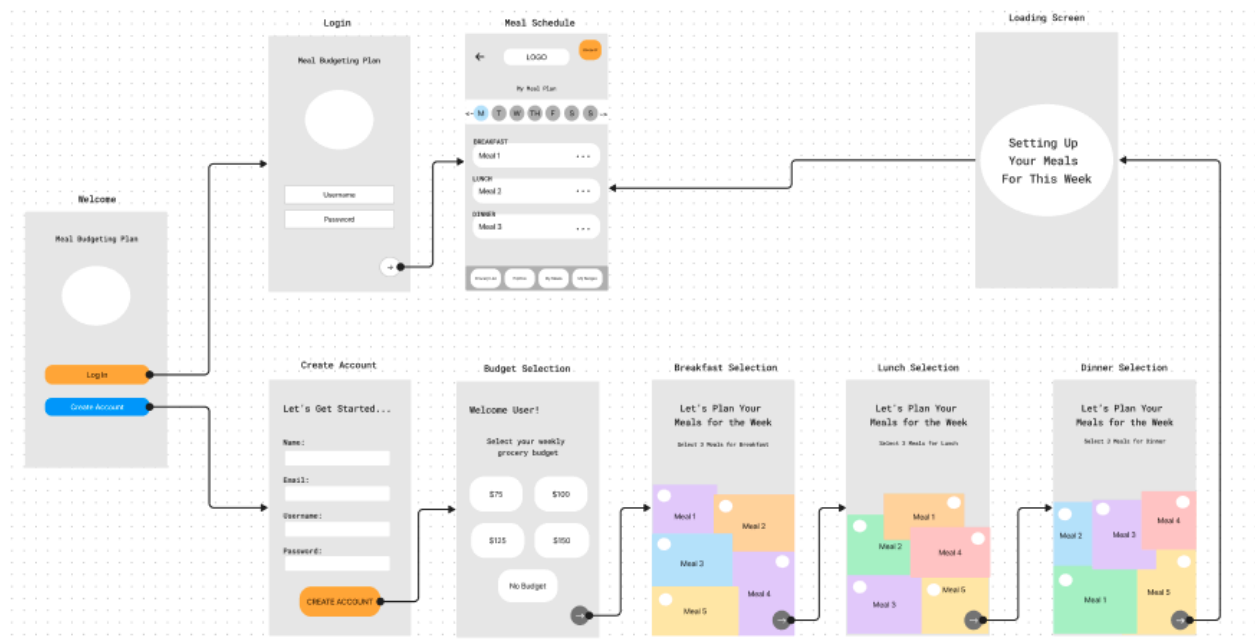 Login
Meal Budgeting Plan
Username
Password
→
Meal Schedule
←
LOGO
Account
My Meal Plan
M T W TH F S S
BREAKFAST
Meal 1
...
LUNCH
Meal 2
...
DINNER
Meal 3
...
My Meals
My Budget
Loading Screen
Setting Up
Your Meals
For This Week
Welcome
Meal Budgeting Plan
Log In
Create Account
Create Account
Let's Get Started...
Name:
Email:
Username:
Password:
CREATE ACCOUNT
Budget Selection
Welcome User!
Select your weekly
grocery budget
$75
$100
$125
$150
No Budget
→
Breakfast Selection
Let's Plan Your
Meals for the Week
Select 3 Meals for Breakfast
Meal 1
Meal 2
Meal 3
Meal 4
Meal 5
→
Lunch Selection
Let's Plan Your
Meals for the Week
Select 3 Meals for Lunch
Meal 1
Meal 2
Meal 4
Meal 3
Meal 5
→
Dinner Selection
Let's Plan Your
Meals for the Week
Select 3 Meals for Dinner
Meal 4
Meal 2
Meal 3
Meal 1
Meal 5
→